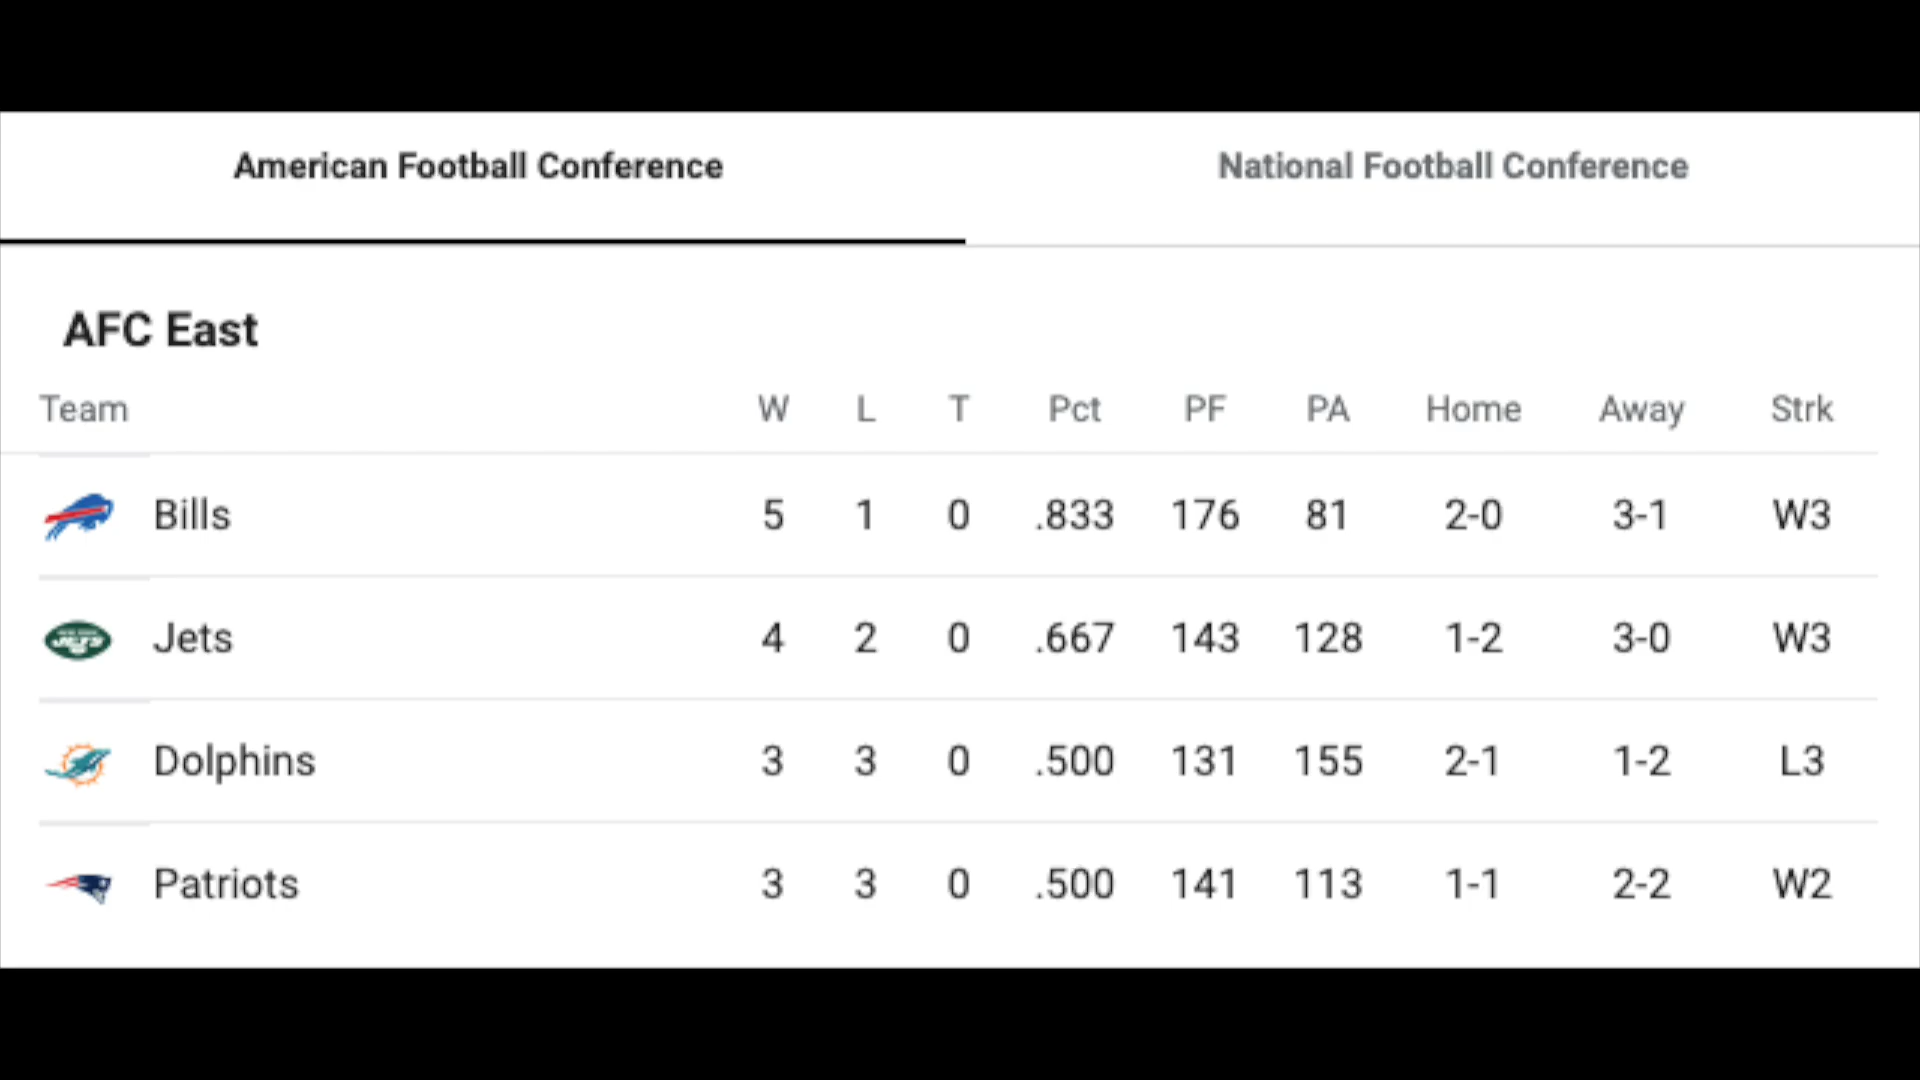 American Football Conference National Football Conference
AFC East
Team W L T Pct PF PA Home Away Strk
Bills 5 1 0 .833 176 81 2-0 3-1 W3
JETS
Jets 4 2 0 .667 143 128 1-2 3-0 W3
Dolphins 3 3 0 .500 131 155 2-1 1-2 L3
Patriots 3 3 0 .500 141 113 1-1 2-2 W2